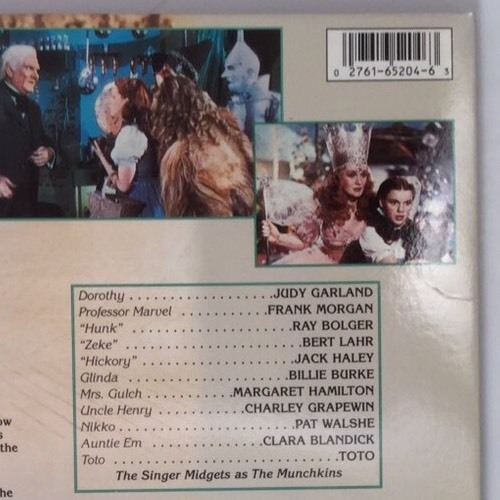 0 2761-65204-6 3
Dorothy . . . . . . . . . . . . . . . . . .JUDY GARLAND
Professor Marvel . . . . . . . . . . .FRANK MORGAN
"Hunk" . . . . . . . . . . . . . . . . . . . . .RAY BOLGER
"Zeke" . . . . . . . . . . . . . . . . . . . . . . BERT LAHR
"Hickory" . . . . . . . . . . . . . . . . . . .JACK HALEY
Glinda . . . . . . . . . . . . . . . . . . . .BILLIE BURKE
Mrs. Gulch . . . . . . . . . . .MARGARET HAMILTON
Uncle Henry . . . . . . . . . . .CHARLEY GRAPEWIN
Nikko . . . . . . . . . . . . . . . . . . . . . PAT WALSHE
Auntie Em . . . . . . . . . . . . . .CLARA BLANDICK
Toto . . . . . . . . . . . . . . . . . . . . . . . . . . .TOTO
The Singer Midgets as The Munchkins
the